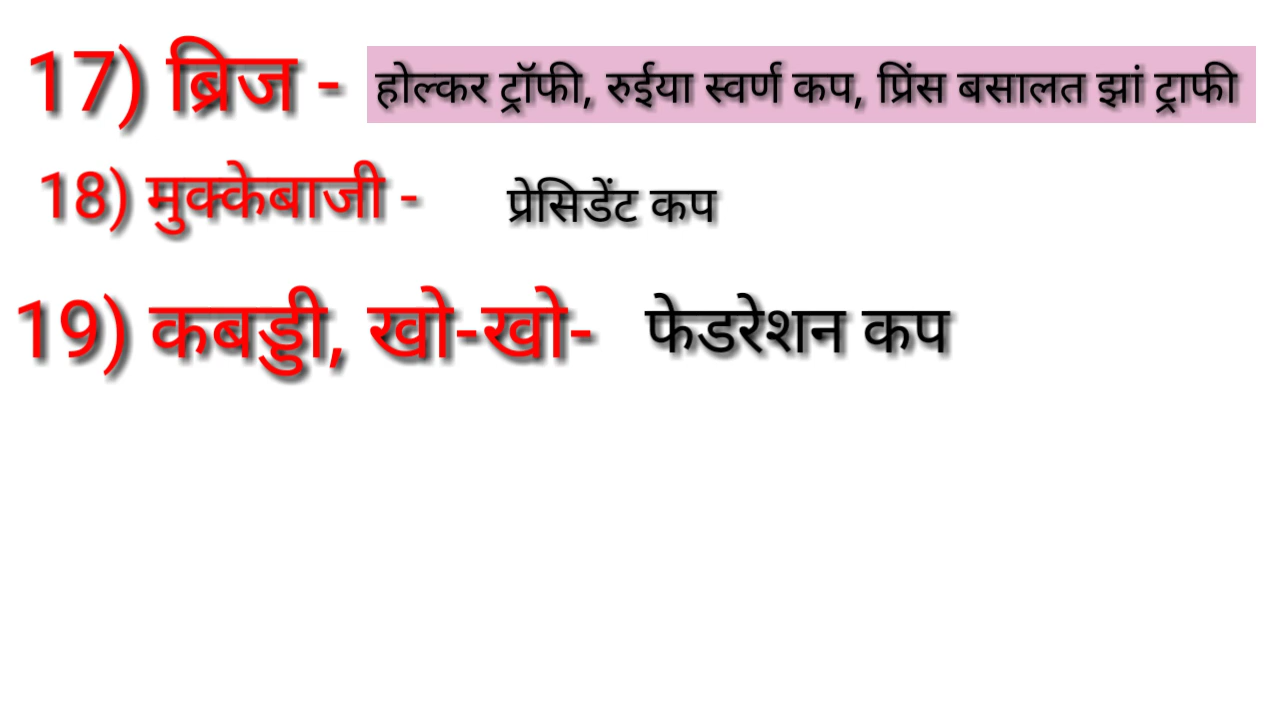 17) ब्रिज - होल्कर ट्रॉफी, रुईया स्वर्ण कप, प्रिंस बसालत झां ट्राफी
18) मुक्केबाजी - प्रेसिडेंट कप
19) कबड्डी, खो-खो- फेडरेशन कप